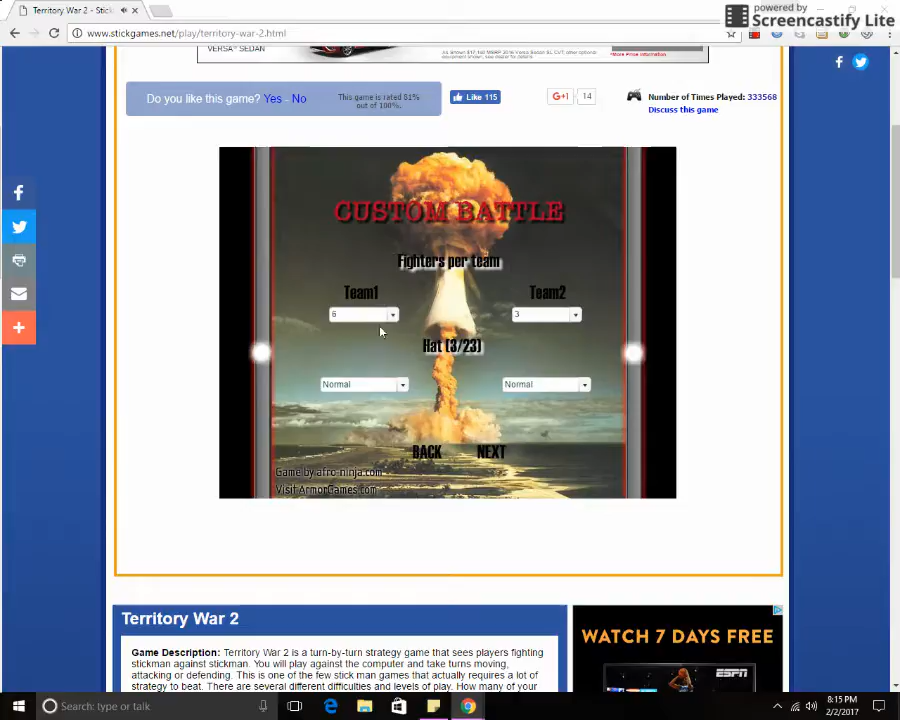 Territory War 2 - Stick
powered by
Screencastify Lite
www.stickgames.net/play/territory-war-2.html
VERSA® SEDAN
+More Price Information
Do you like this game? Yes - No
This game is rated 81%
out of 100%.
Like 115
G+1
14
Number of Times Played: 333568
Discuss this game
CUSTOM BATTLE
Fighters per team
Team1
Team2
6
3
Hat (3/23)
Normal
Normal
BACK
NEXT
Game by afro-ninja.com
Visit ArmorGames.com
Territory War 2
Game Description: Territory War 2 is a turn-by-turn strategy game that sees players fighting
stickman against stickman. You will play against the computer and take turns moving,
attacking or defending. This is one of the few stick man games that actually requires a lot of
strategy to beat. There are several different difficulties and levels of play. How many of your
WATCH 7 DAYS FREE
ESPN
Search (type or talk
8:15 PM
2/2/2017